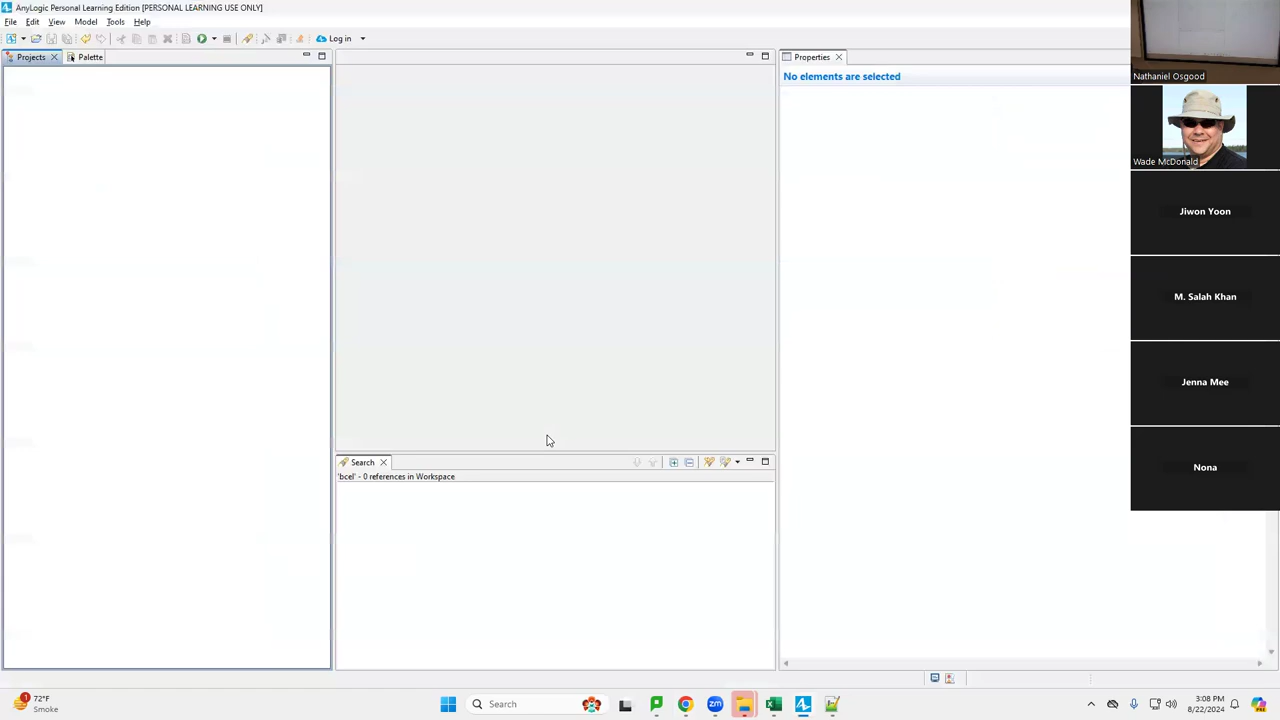 AnyLogic Personal Learning Edition [PERSONAL LEARNING USE ONLY]
File Edit View Model Tools Help
Log in
Projects Palette Properties
No elements are selected
Nathaniel Osgood
Wade McDonald
Jiwon Yoon
M. Salah Khan
Jenna Mee
Nona
Search
'bcel' - 0 references in Workspace
1
72°F
Smoke
Search
zm
3:08 PM
8/22/2024